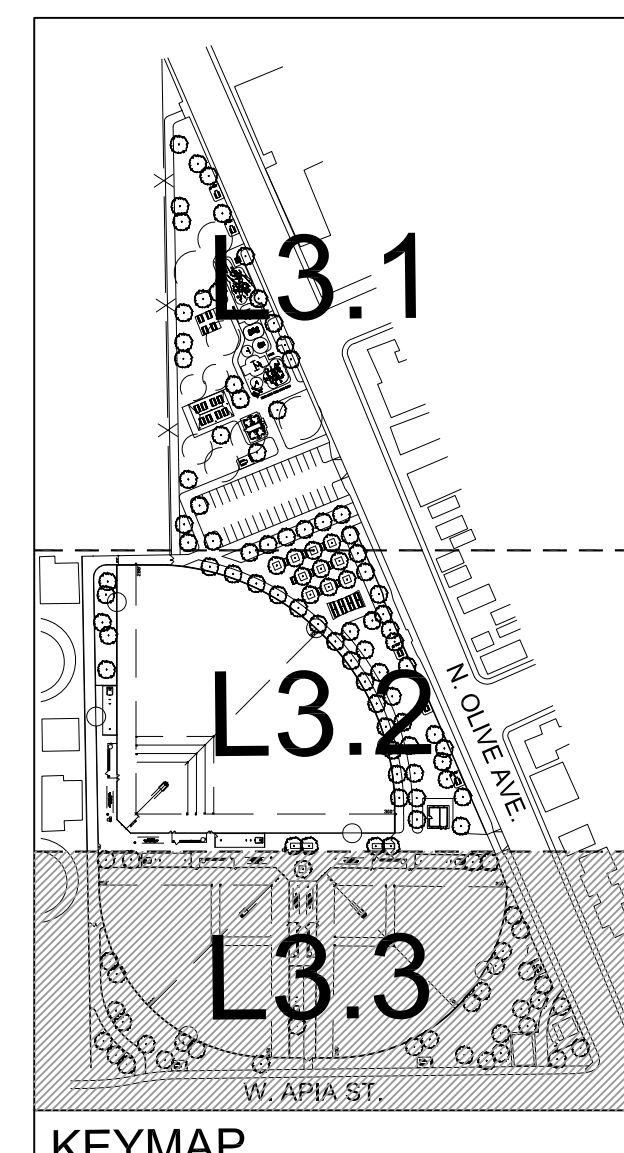 L3.1
L3.2
N. OLIVE AVE.
L3.3
W. APIA ST.
KEYMAP